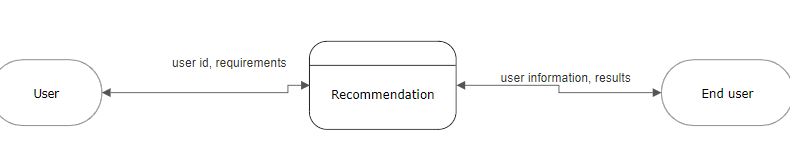 user id, requirements
user information, results
User
Recommendation
End user